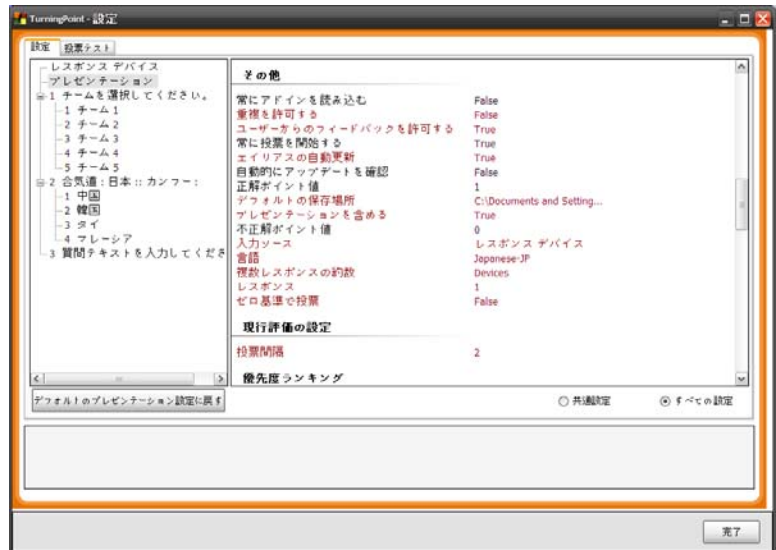 TurningPoint - 設定
設定 投票テスト
レスポンス デバイス
プレゼンテーション
1 チームを選択してください。
1 チーム 1
2 チーム 2
3 チーム 3
4 チーム 4
5 チーム 5
2 合気道：日本 :: カンフー：
1 中国
2 韓国
3 タイ
4 マレーシア
3 質問テキストを入力してくださ
その他
常にアドインを読み込む False
重複を許可する False
ユーザーからのフィードバックを許可する True
常に投票を開始する True
エイリアスの自動更新 True
自動的にアップデートを確認 False
正解ポイント値 1
デフォルトの保存場所 C:\Documents and Setting...
プレゼンテーションを含める True
不正解ポイント値 0
入力ソース レスポンス デバイス
言語 Japanese-JP
複数レスポンスの約数 Devices
レスポンス 1
ゼロ基準で投票 False
現行評価の設定
投票間隔 2
優先度ランキング
デフォルトのプレゼンテーション設定に戻す
共通設定 すべての設定
完了